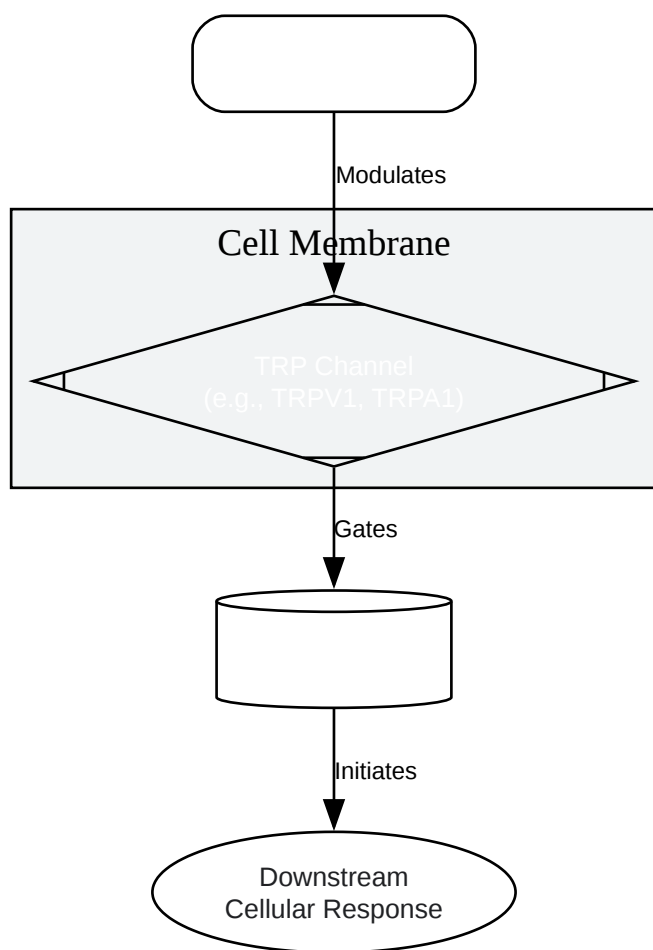 Modulates
Cell Membrane
TRP Channel
(e.g., TRPV1, TRPA1)
Gates
Initiates
Downstream
Cellular Response